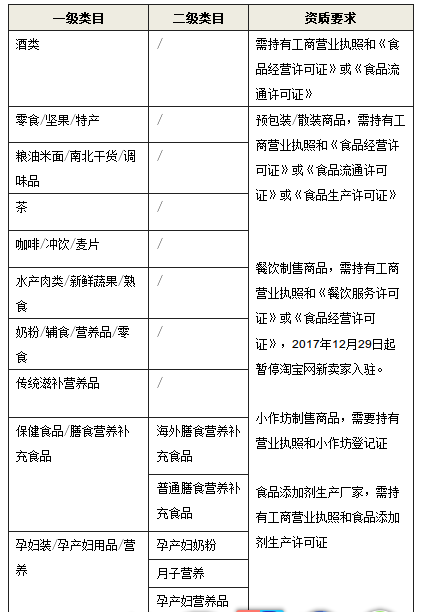 一级类目 二级类目 资质要求
酒类 / 需持有工商营业执照和《食
品经营许可证》或《食品流
通许可证》
零食/坚果/特产 / 预包装/散装商品，需持有工
商营业执照和《食品经营许
可证》或《食品流通许可
证》或《食品生产许可证》
粮油米面/南北干货/调
味品 /
茶 /
咖啡/冲饮/麦片 /
水产肉类/新鲜蔬果/熟
食 /
餐饮制售商品，需持有工商
营业执照和《餐饮服务许可
证》或《食品经营许可
证》，2017年12月29日起
暂停淘宝网新卖家入驻。
奶粉/辅食/营养品/零
食 /
传统滋补营养品 /
保健食品/膳食营养补
充食品
海外膳食营养补
充食品
普通膳食营养补
充食品
小作坊制售商品，需要持有
营业执照和小作坊登记证
食品添加剂生产厂家，需持
有工商营业执照和食品添加
剂生产许可证
孕妇装/孕产妇用品/营
养
孕产妇奶粉
月子营养
孕产妇营养品